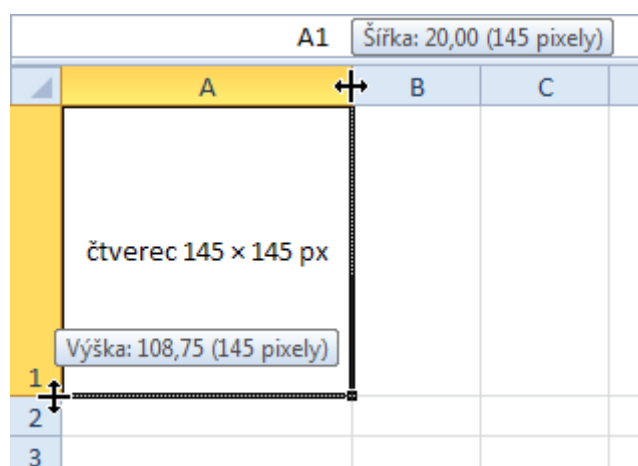 A1 Šířka: 20,00 (145 pixely)
A B C
čtverec 145 × 145 px
Výška: 108,75 (145 pixely)
1
2
3